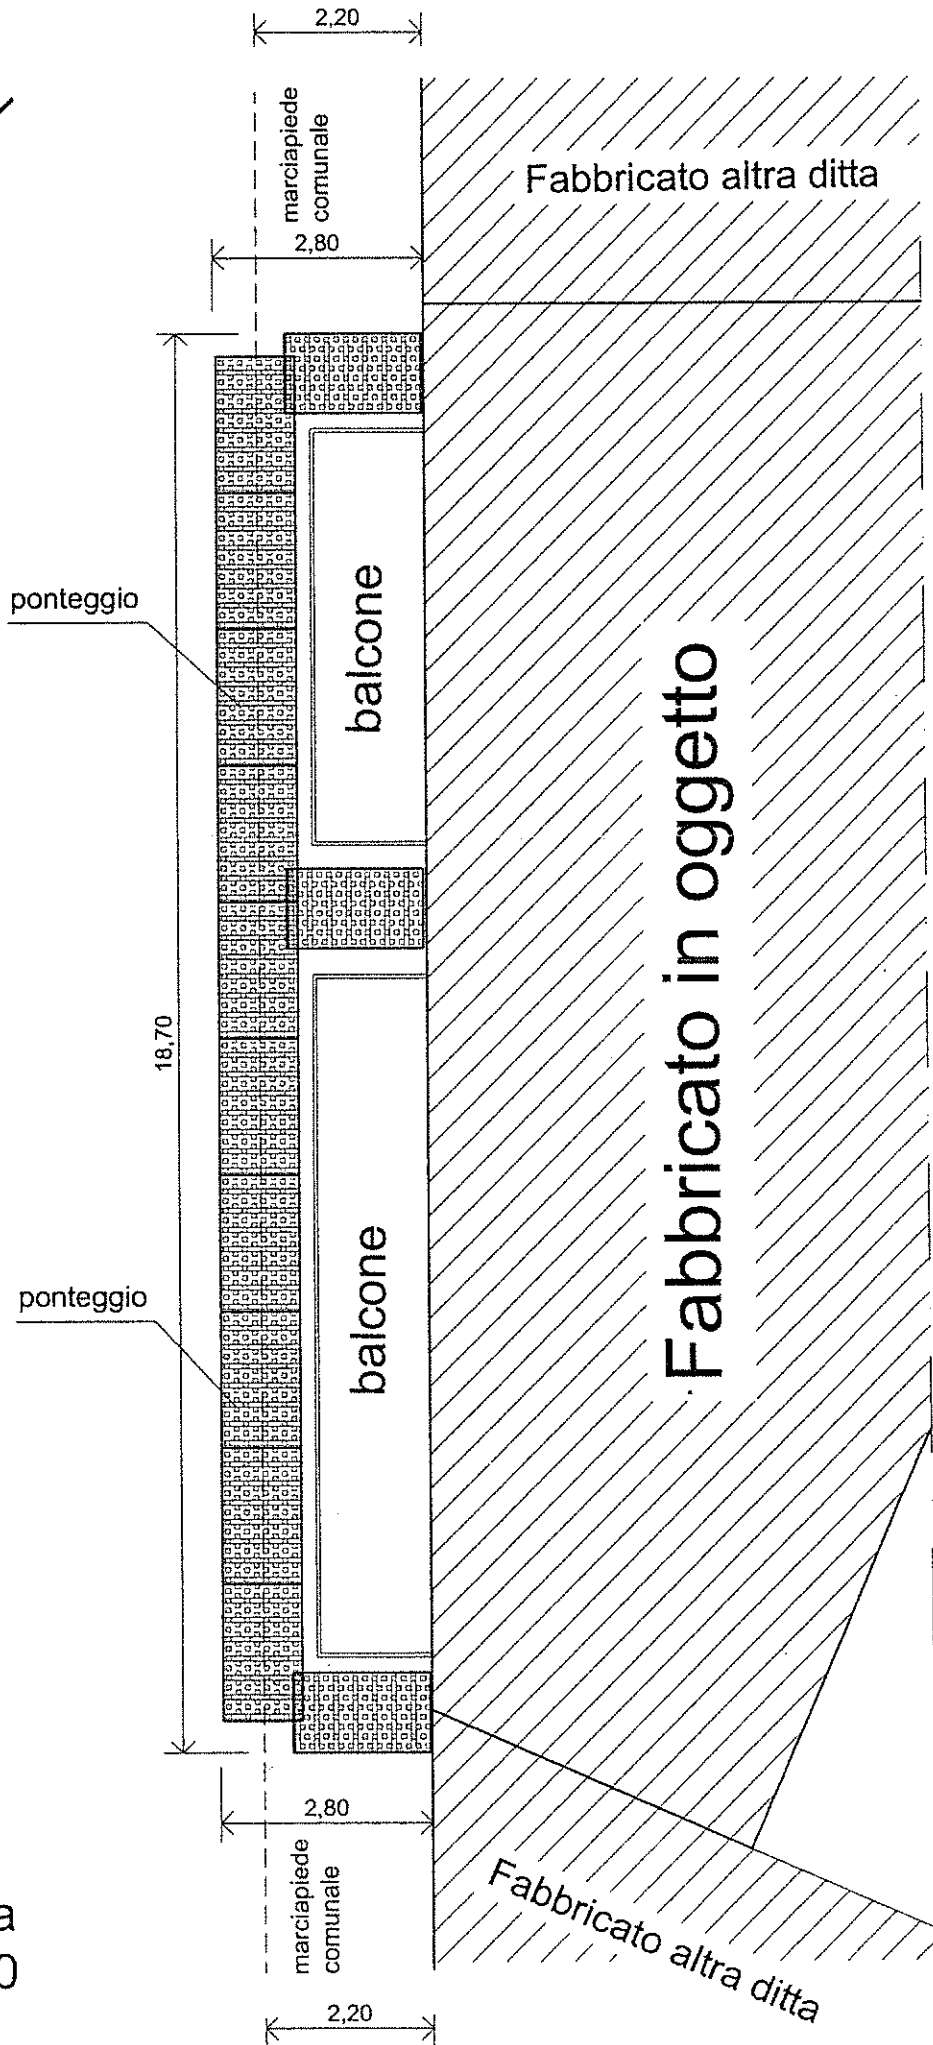 2,20
marciapiede
comunale
Fabbricato altra ditta
2,80
ponteggio
balcone
Fabbricato in oggetto
18,70
ponteggio
balcone
2,80
marciapiede
comunale
Fabbricato altra ditta
a
0
2,20